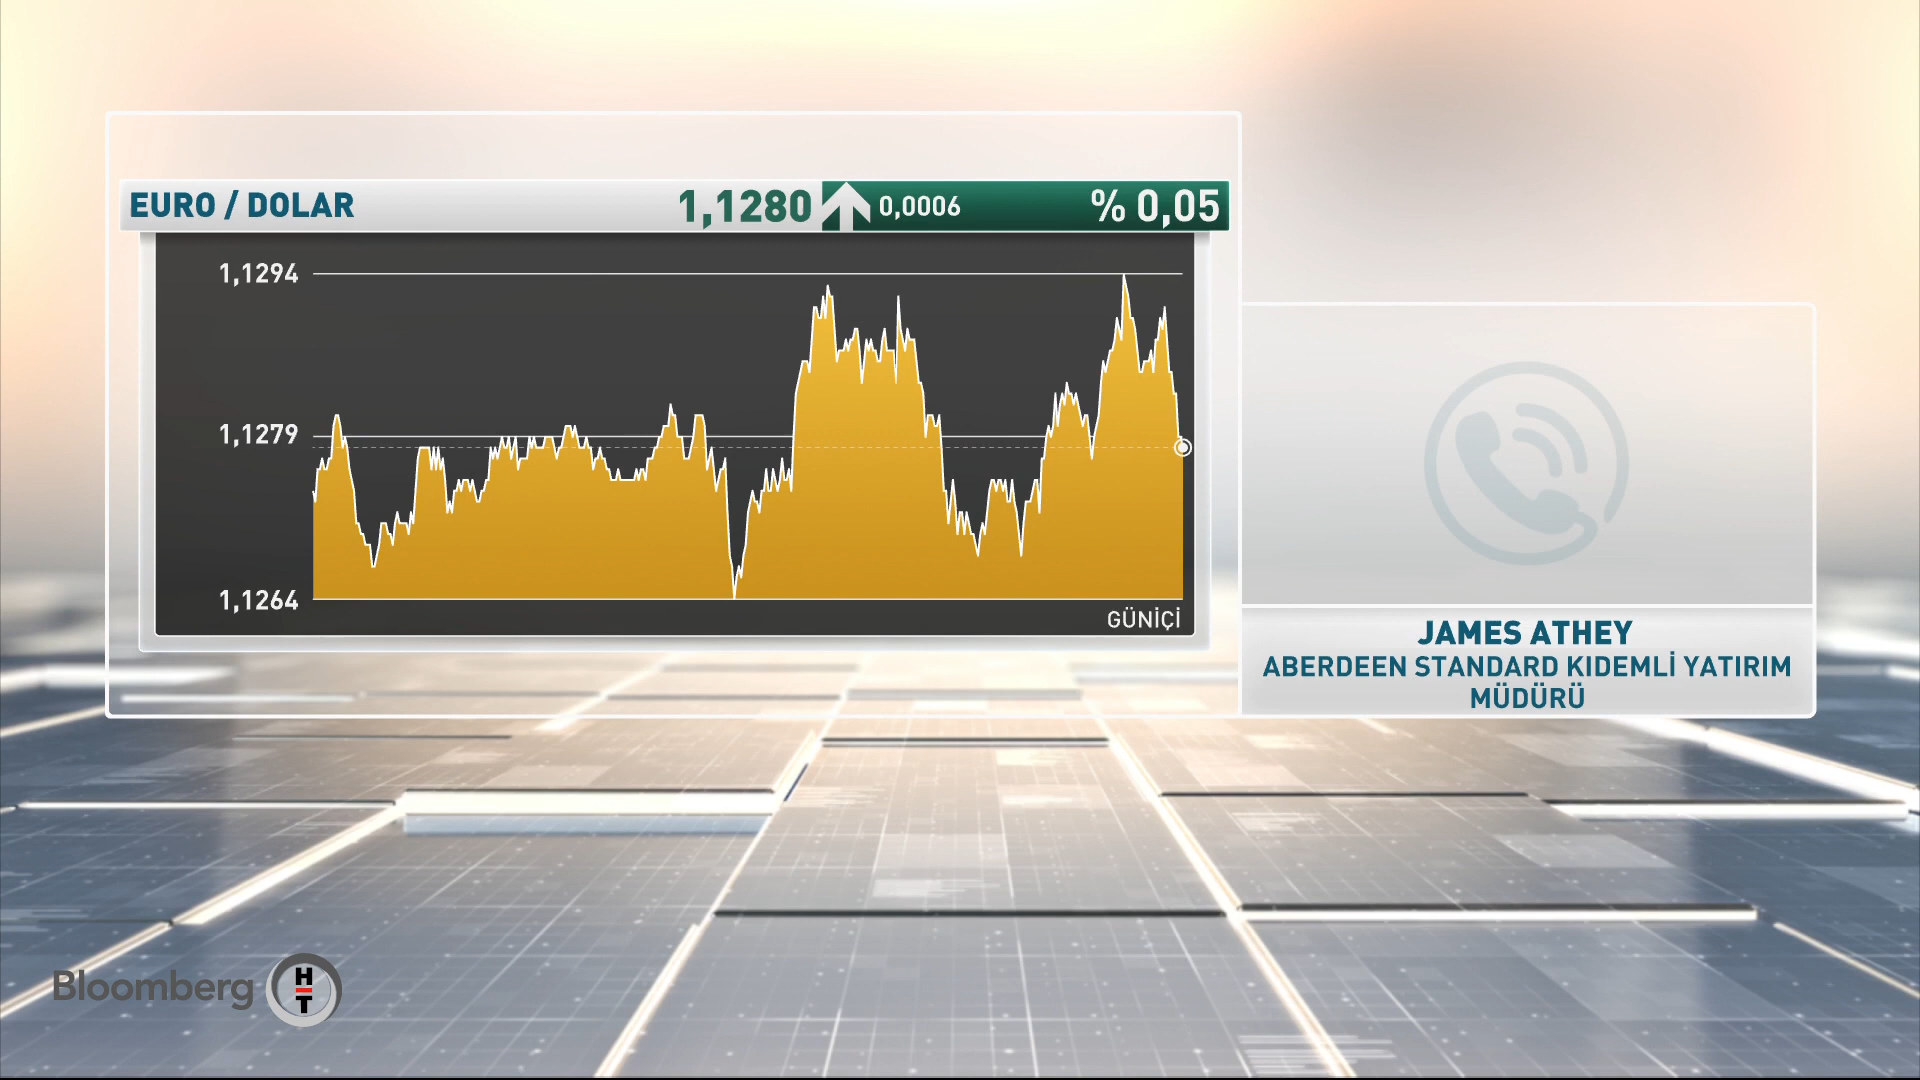 EURO / DOLAR 1,1280 0,0006 % 0,05
1,1294
1,1279
1,1264
GÜNİÇİ
JAMES ATHEY
ABERDEEN STANDARD KIDEMLİ YATIRIM
MÜDÜRÜ
Bloomberg HT